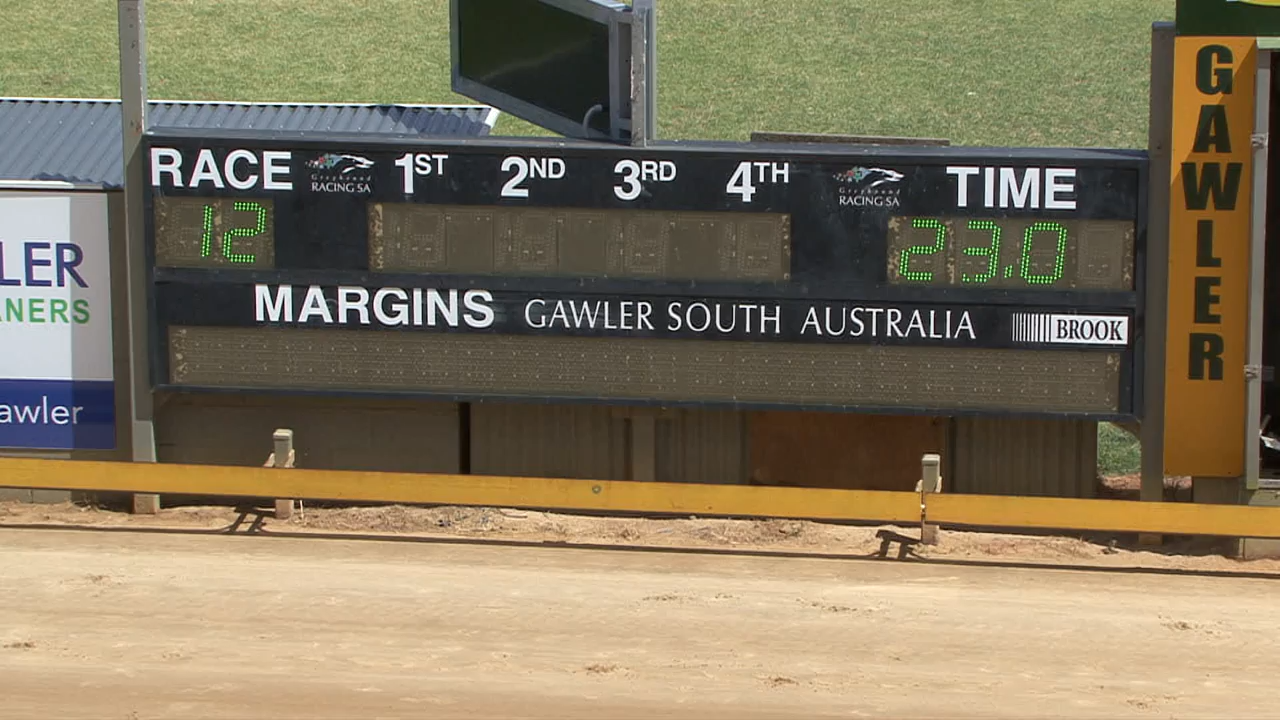 RACE
Greyhound
RACING SA
1ST 2ND 3RD 4TH
Greyhound
RACING SA
TIME
12
23.0
MARGINS GAWLER SOUTH AUSTRALIA BROOK
LER
ANERS
awler
GAWLER